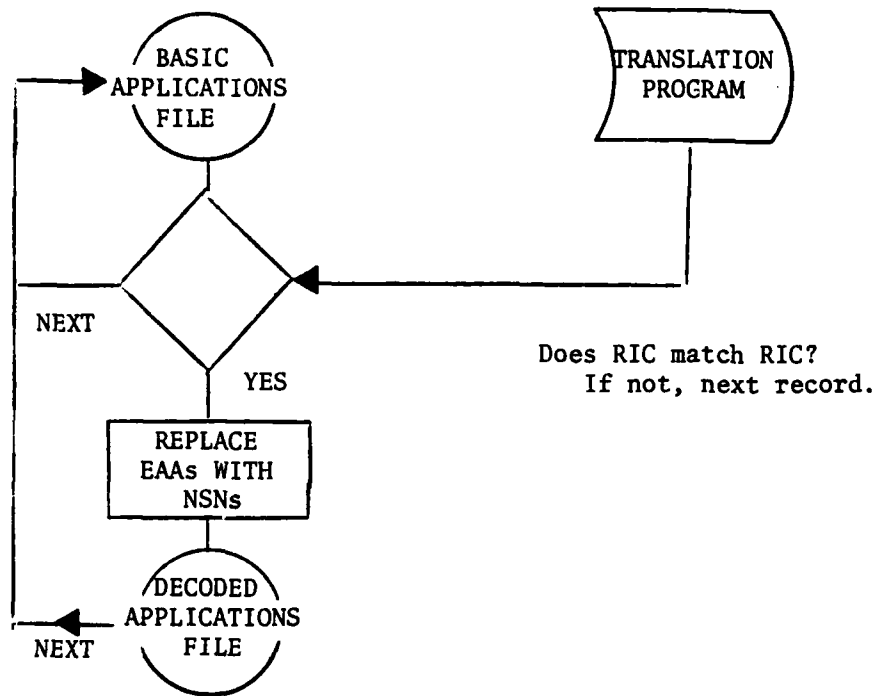 BASIC
APPLICATIONS
FILE
TRANSLATION
PROGRAM
NEXT
Does RIC match RIC?
If not, next record.
YES
REPLACE
EAAs WITH
NSNs
DECODED
APPLICATIONS
FILE
NEXT